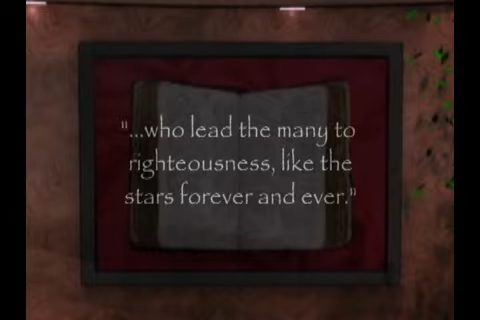 "...who lead the many to
righteousness, like the
stars forever and ever."